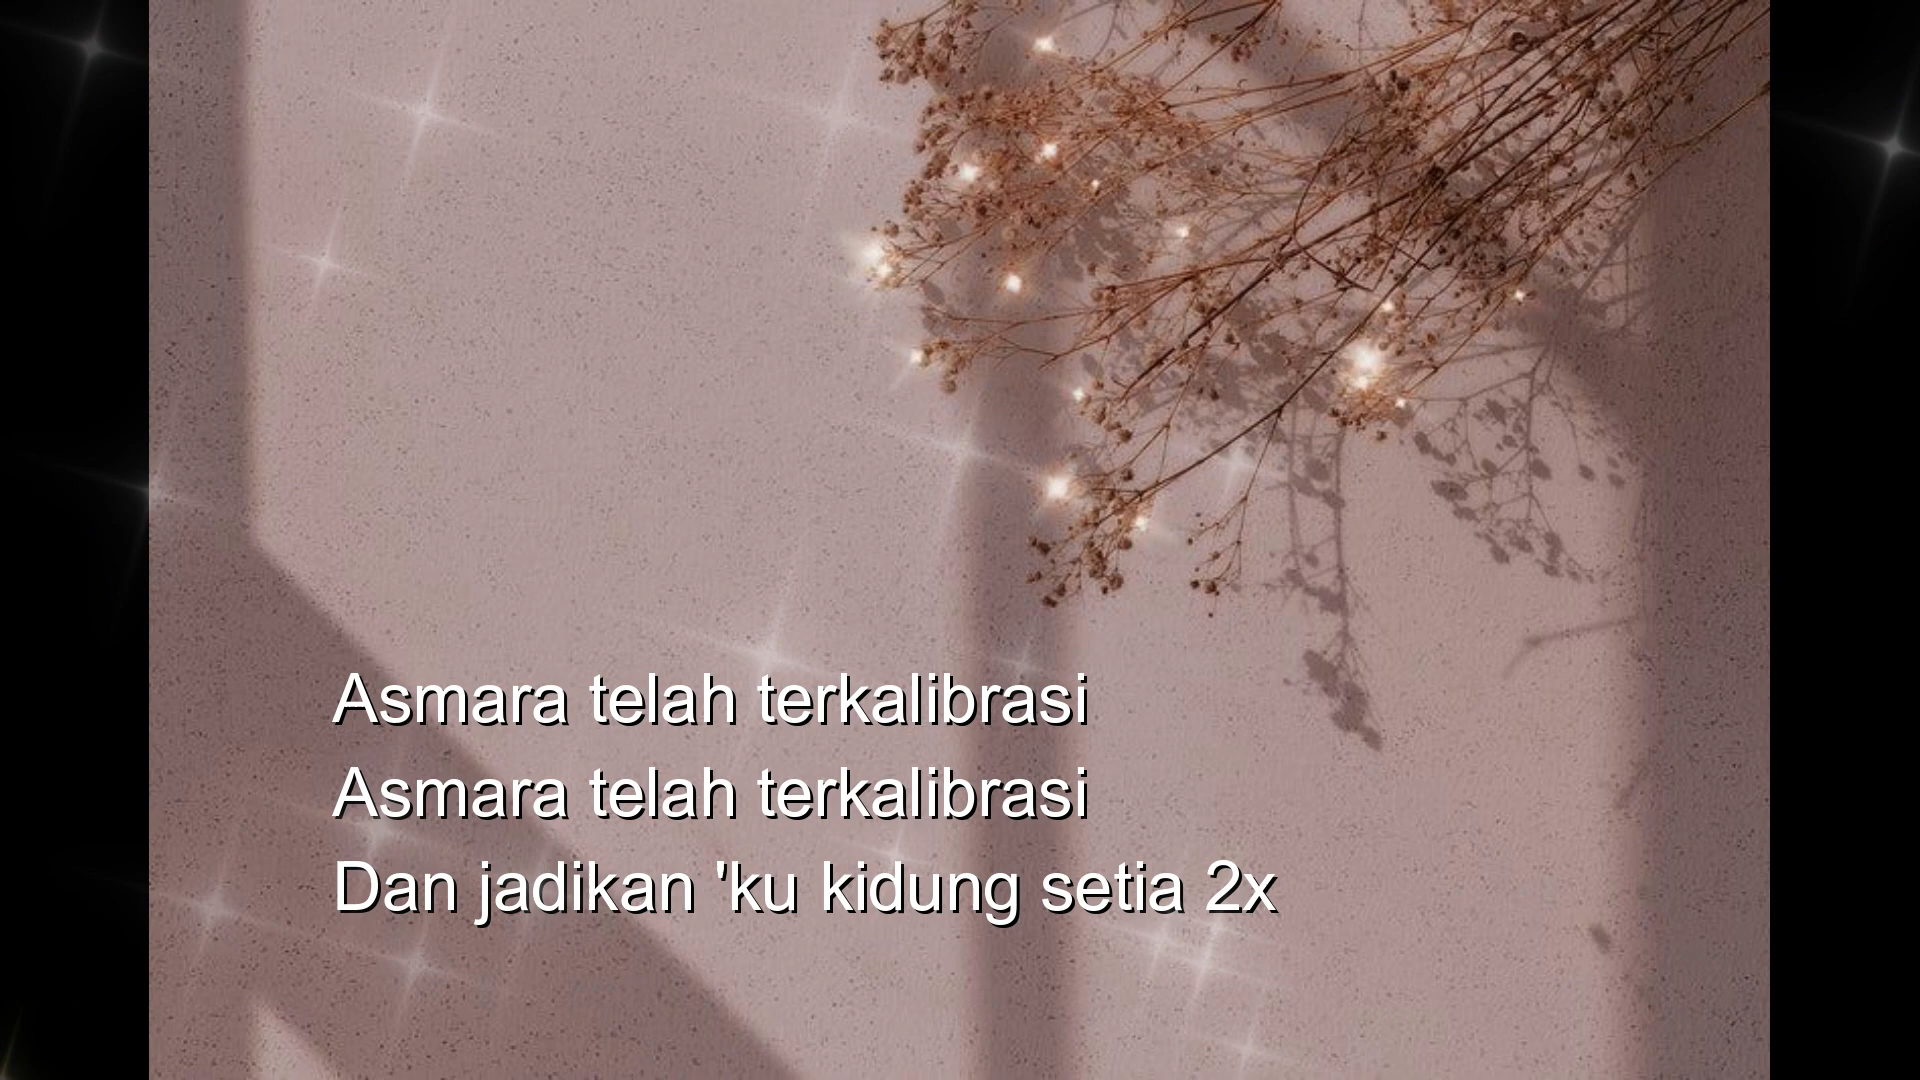 Asmara telah terkalibrasi
Asmara telah terkalibrasi
Dan jadikan 'ku kidung setia 2x